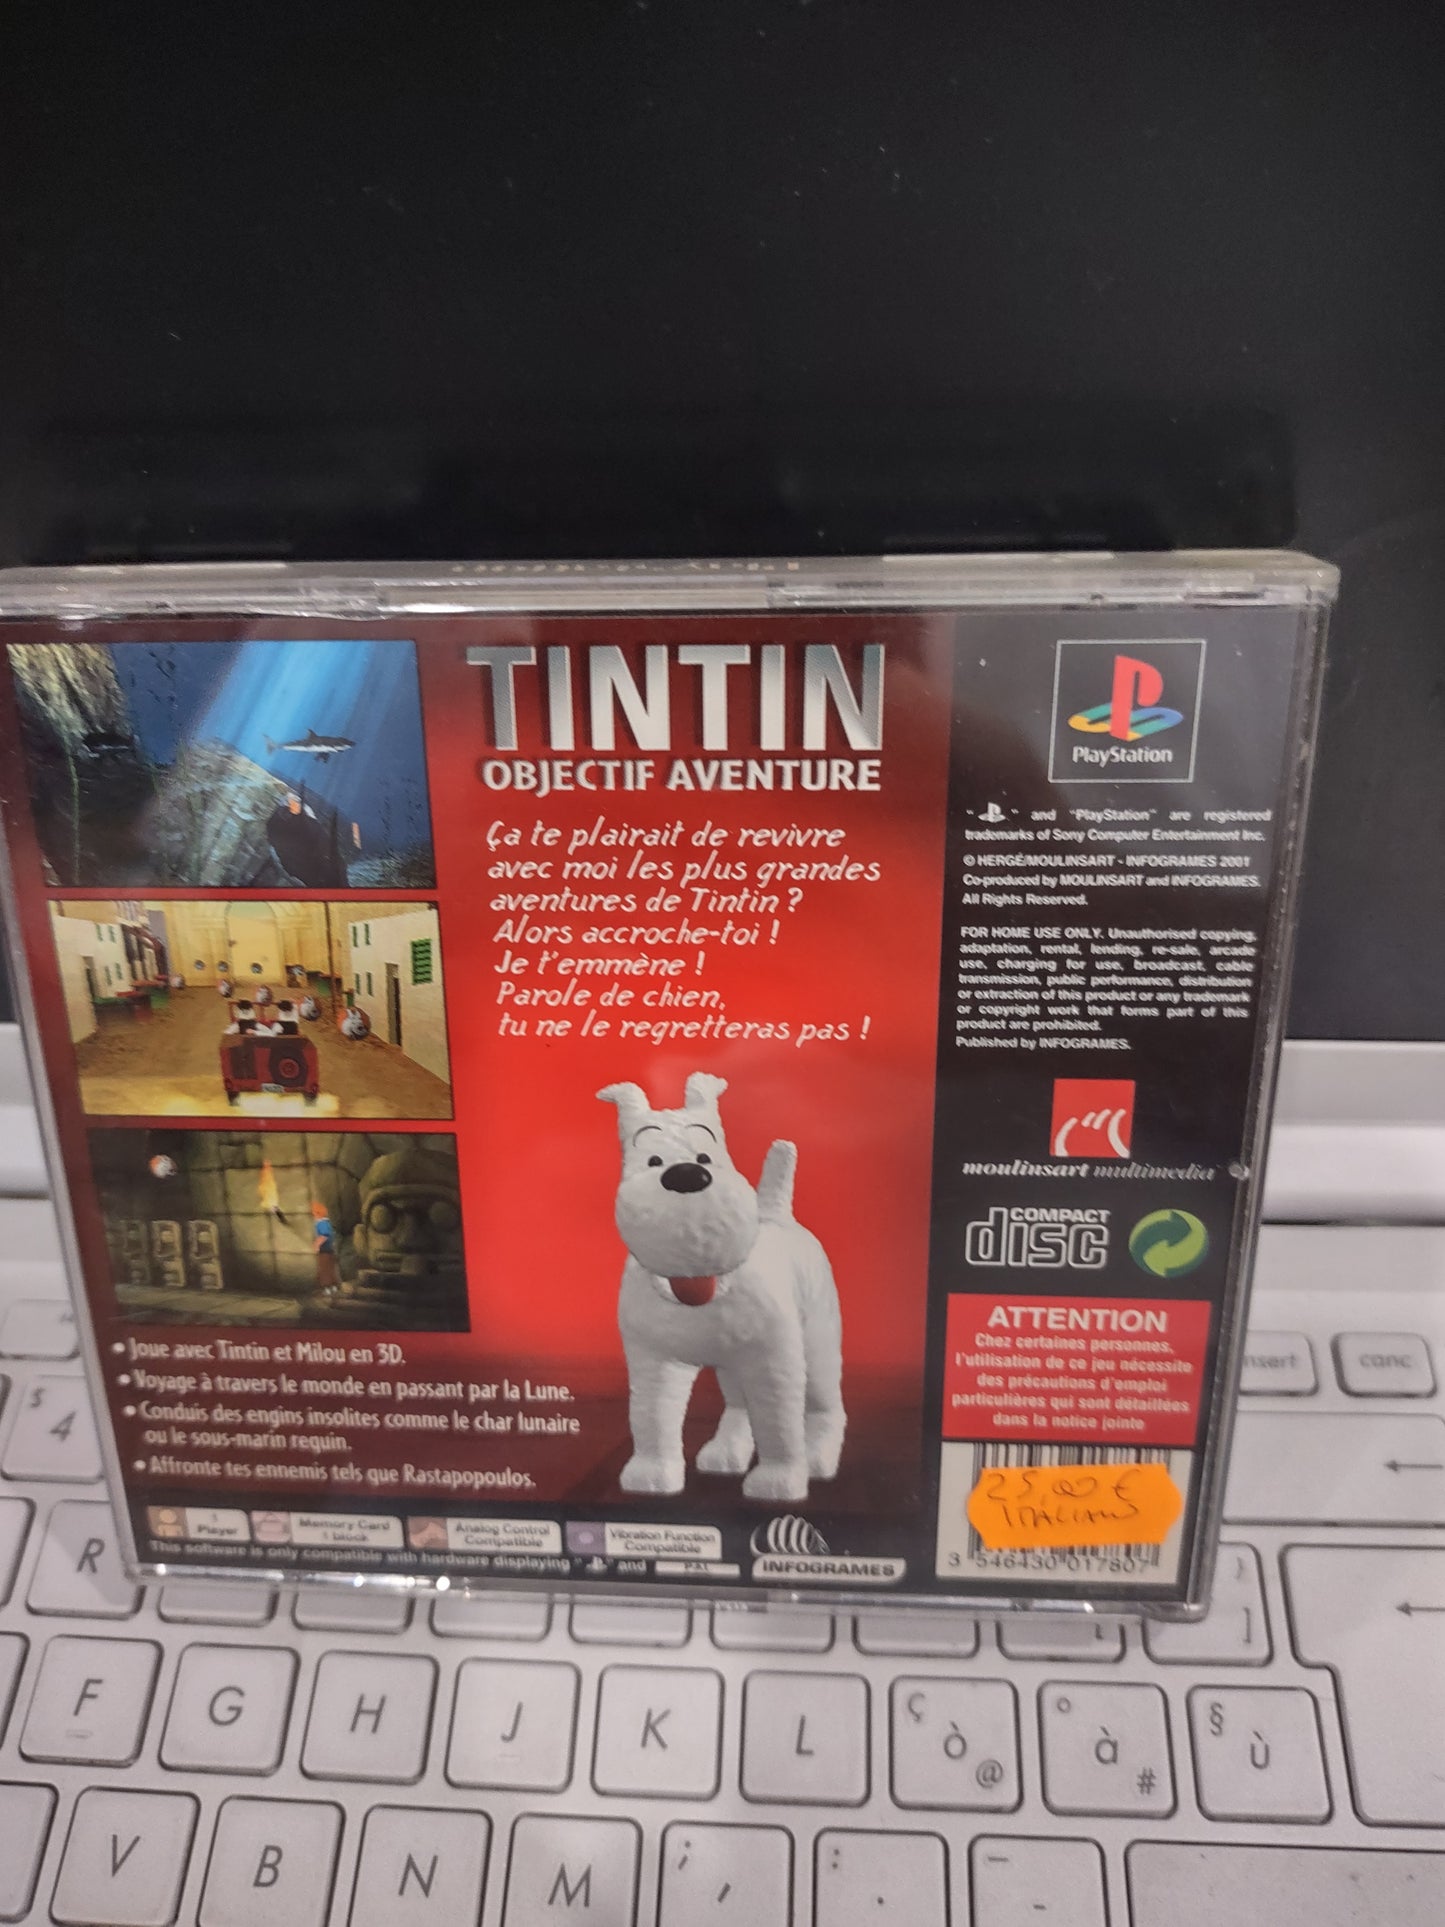 TINTIN
OBJECTIF AVENTURE
Ça te plairait de revivre
avec moi les plus grandes
aventures de Tintin ?
Alors accroche-toi !
Je t'emmène !
Parole de chien,
tu ne le regretteras pas !
• Joue avec Tintin et Milou en 3D.
• Voyage à travers le monde en passant par la Lune.
• Conduis des engins insolites comme le char lunaire
ou le sous-marin requin.
• Affronte tes ennemis tels que Rastapopoulos.
1
Player
Memory Card
1 block
Analog Control
Compatible
Vibration Function
Compatible
This software is only compatible with hardware displaying " " and PAL
INFOGRAMES
PlayStation
" " and "PlayStation" are registered
trademarks of Sony Computer Entertainment Inc.
© HERGÉ/MOULINSART - INFOGRAMES 2001
Co-produced by MOULINSART and INFOGRAMES.
All Rights Reserved.
FOR HOME USE ONLY. Unauthorised copying,
adaptation, rental, lending, re-sale, arcade
use, charging for use, broadcast, cable
transmission, public performance, distribution
or extraction of this product or any trademark
or copyright work that forms part of this
product are prohibited.
Published by INFOGRAMES.
moulinsart multimedia
COMPACT
disc
ATTENTION
Chez certaines personnes,
l'utilisation de ce jeu nécessite
des précautions d'emploi
particulières qui sont détaillées
dans la notice jointe
25,00 €
ITALIANS
3 546430 017807
insert
canc
$
4
R
}
[
]
F
G
H
J
K
L
ç
ò
@
°
à
#
§
ù
V
B
N
M
;
,
:
.
_
-